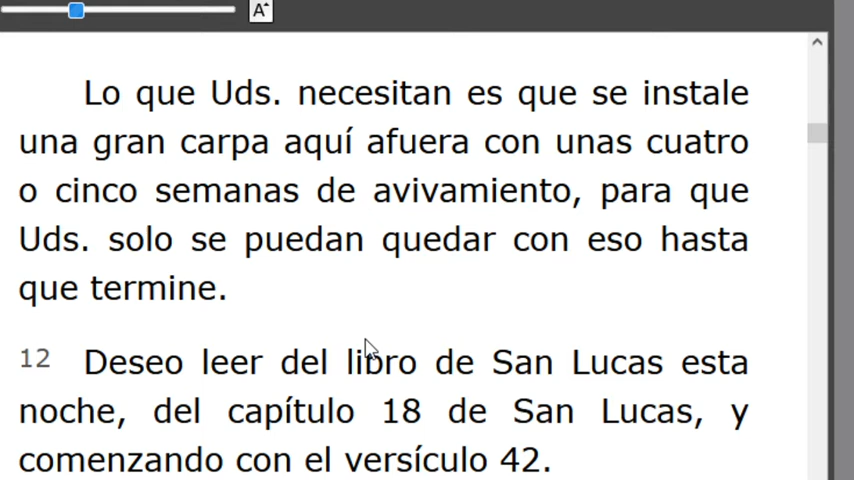 A
Lo que Uds. necesitan es que se instale
una gran carpa aquí afuera con unas cuatro
o cinco semanas de avivamiento, para que
Uds. solo se puedan quedar con eso hasta
que termine.
12 Deseo leer del libro de San Lucas esta
noche, del capítulo 18 de San Lucas, y
comenzando con el versículo 42.